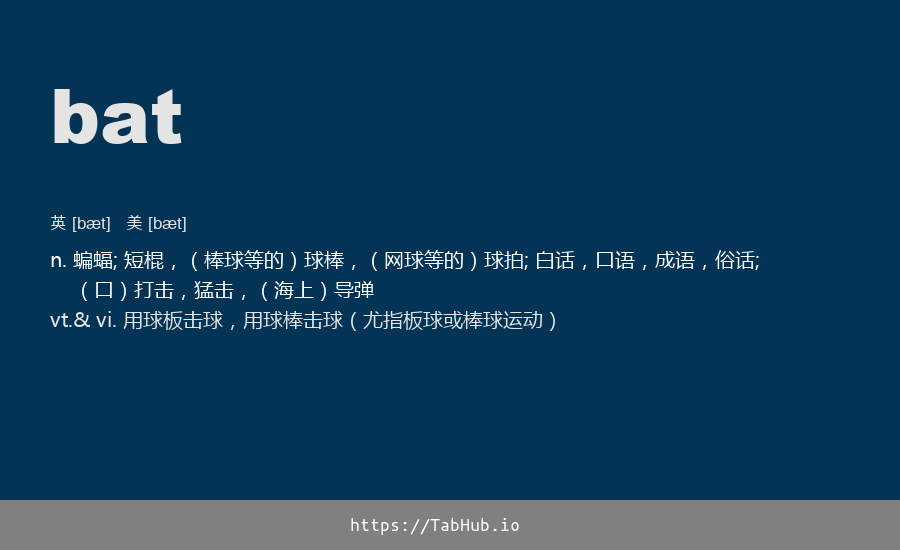 bat
英 [bæt] 美 [bæt]
n. 蝙蝠; 短棍，（棒球等的）球棒，（网球等的）球拍; 白话，口语，成语，俗话;
（口）打击，猛击，（海上）导弹
vt.& vi. 用球板击球，用球棒击球（尤指板球或棒球运动）
https://TabHub.io